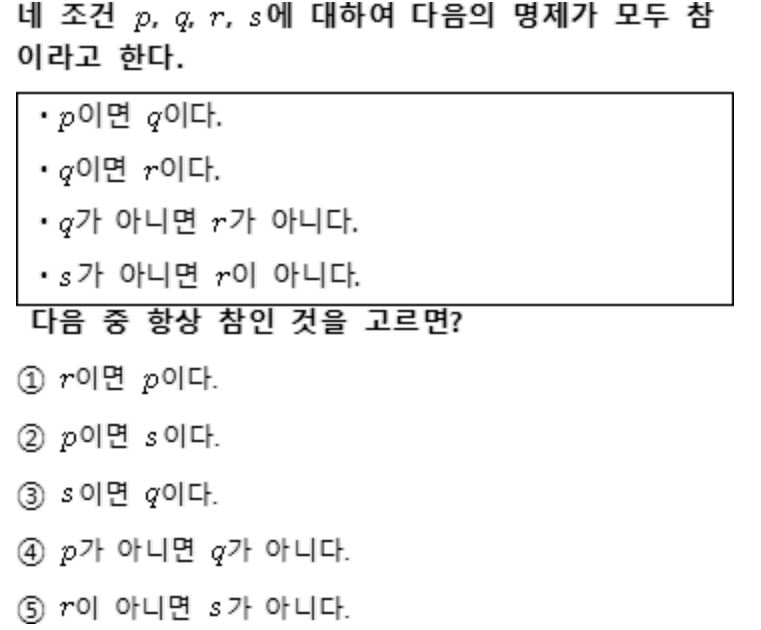 네 조건 p, q, r, s에 대하여 다음의 명제가 모두 참
이라고 한다.
· p이면 q이다.
· q이면 r이다.
· q가 아니면 r가 아니다.
· s가 아니면 r이 아니다.
다음 중 항상 참인 것을 고르면?
① r이면 p이다.
② p이면 s이다.
③ s이면 q이다.
④ p가 아니면 q가 아니다.
⑤ r이 아니면 s가 아니다.